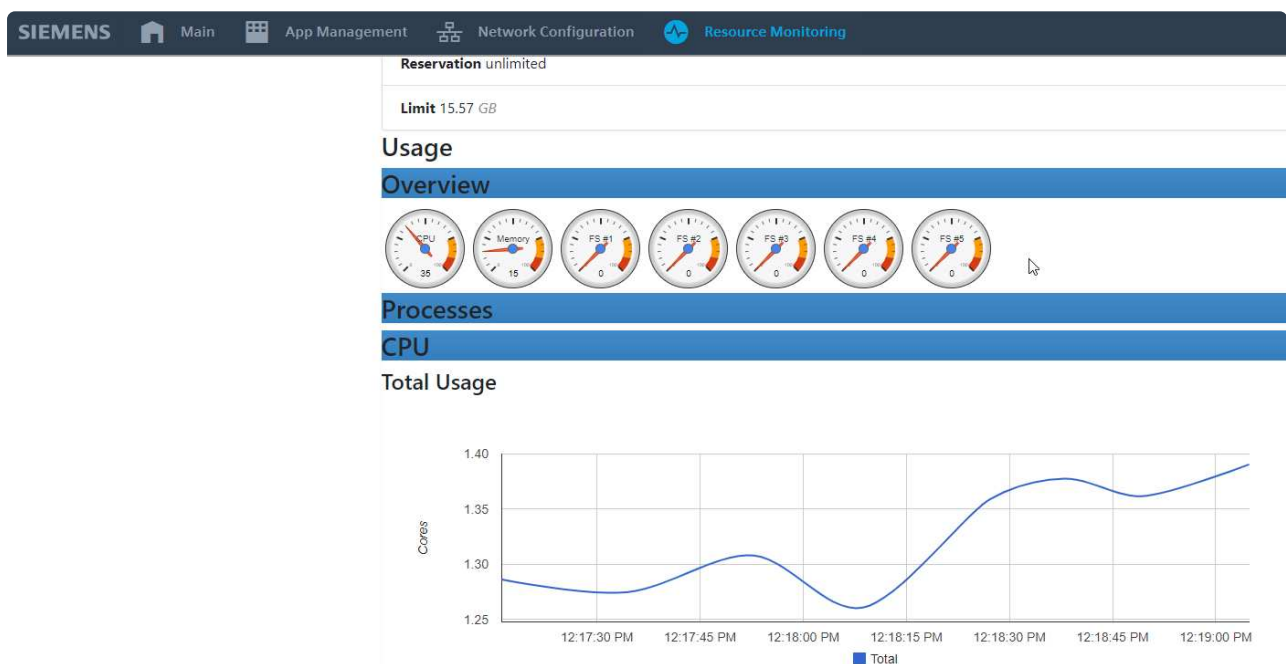 SIEMENS Main App Management Network Configuration Resource Monitoring
Reservation unlimited
Limit 15.57 GB
Usage
Overview
CPU Memory FS #1 FS #2 FS #3 FS #4 FS #5
35 15 0 0 0 0 0
Processes
CPU
Total Usage
1.40
1.35
1.30
1.25
Cores
12:17:30 PM 12:17:45 PM 12:18:00 PM 12:18:15 PM 12:18:30 PM 12:18:45 PM 12:19:00 PM
Total